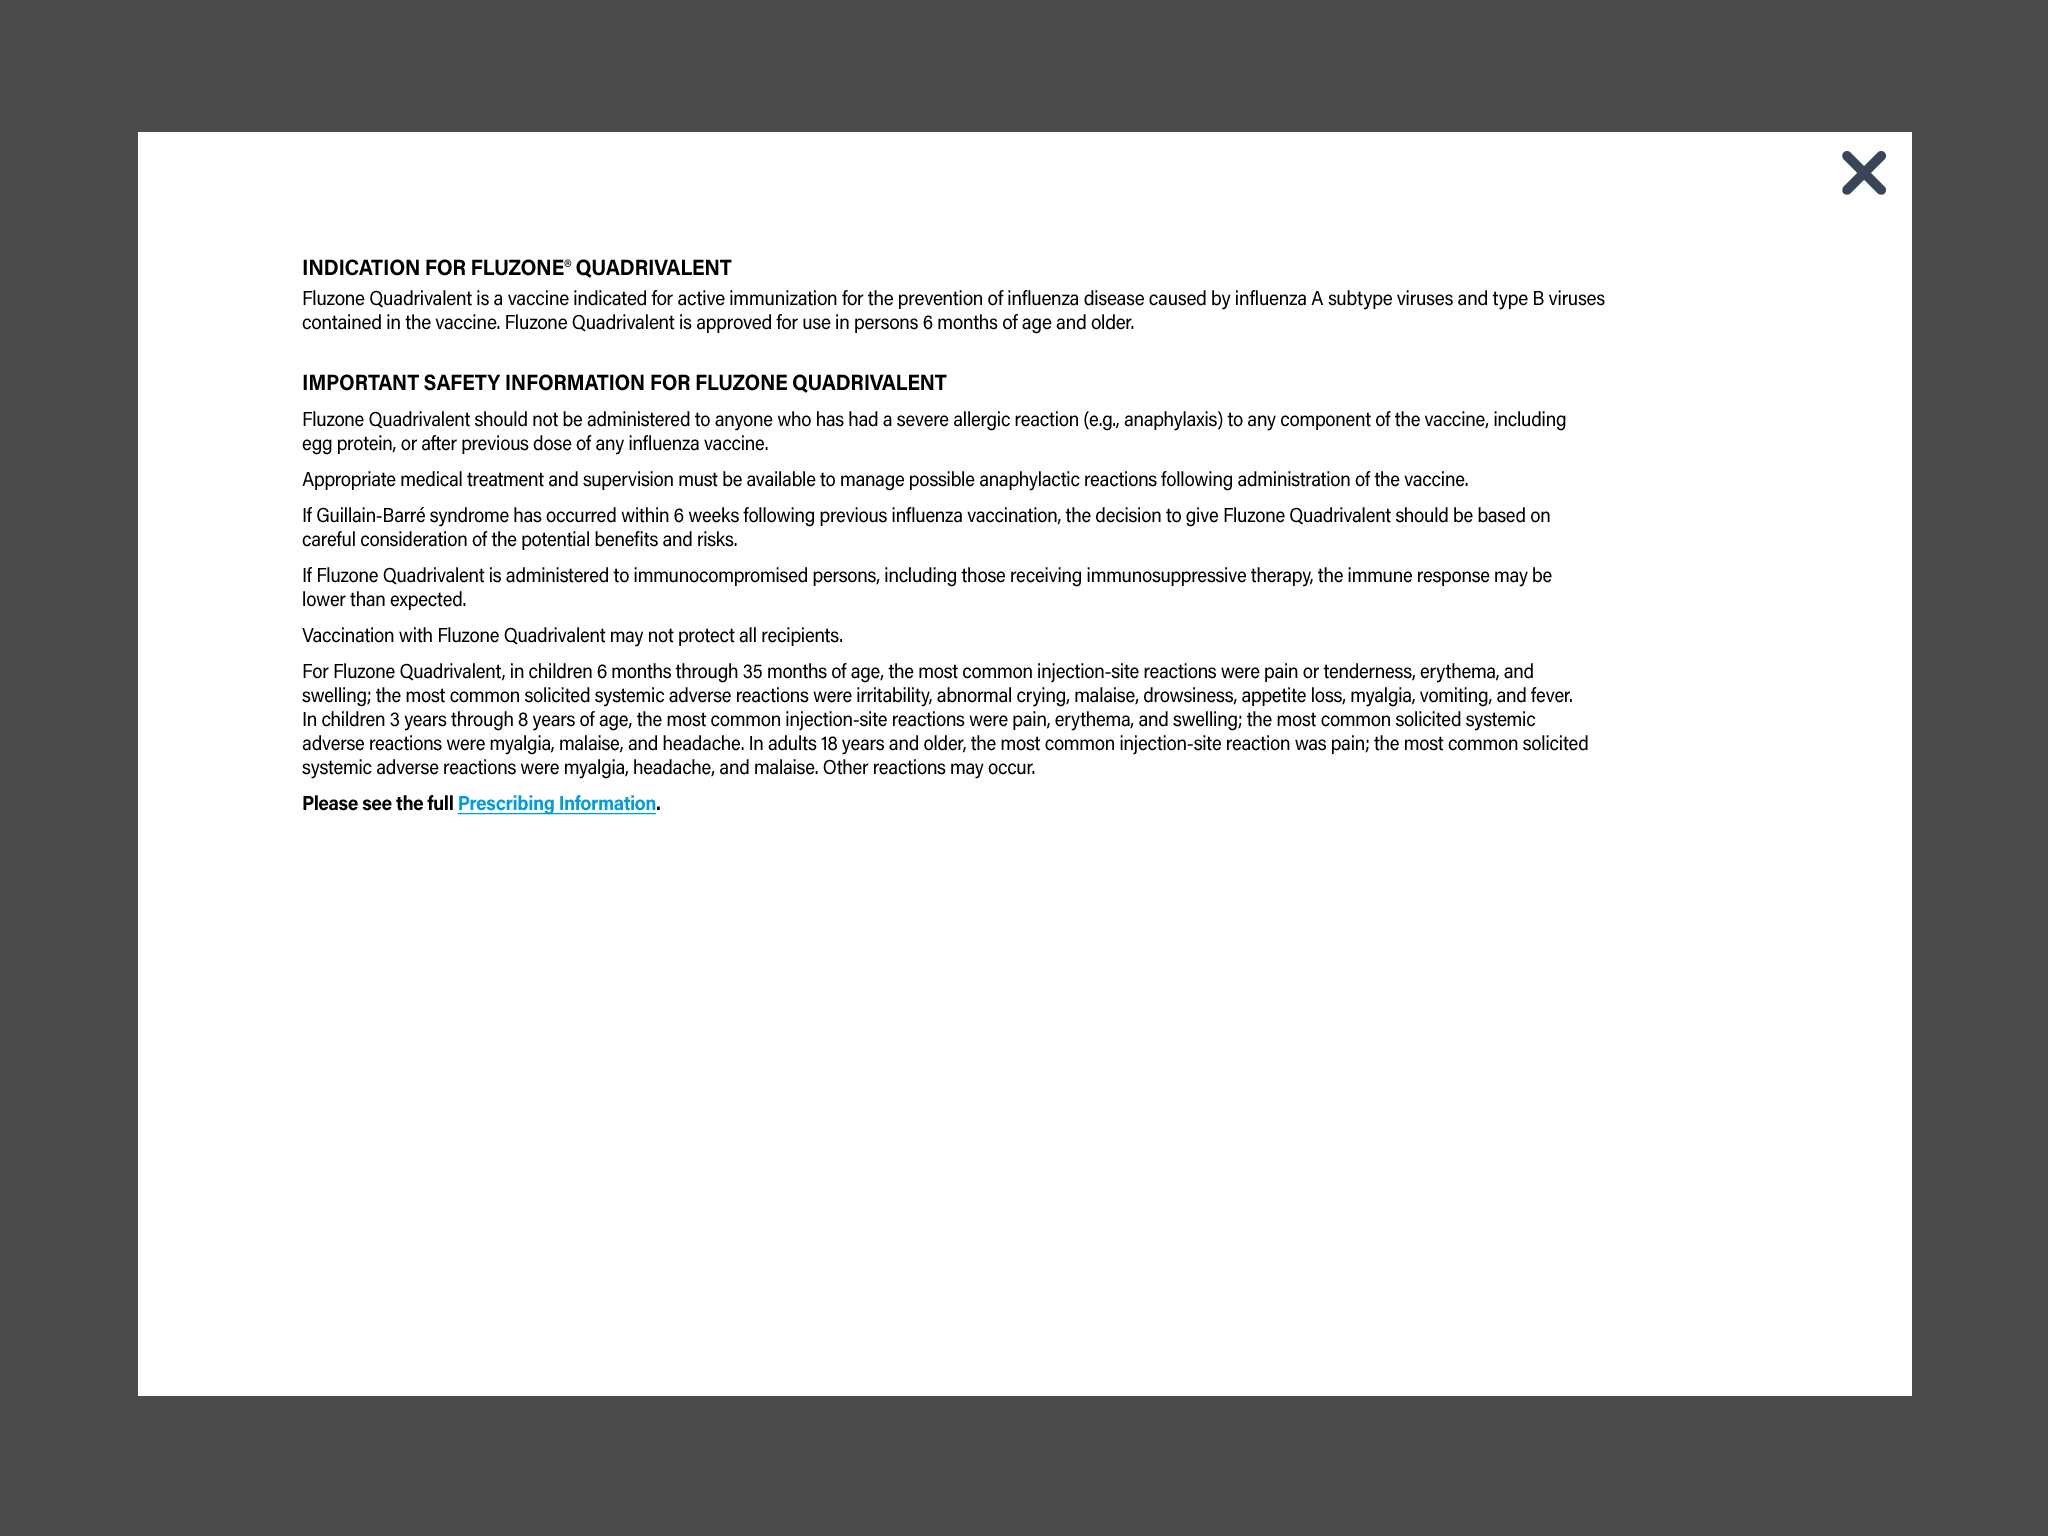 INDICATION FOR FLUZONE® QUADRIVALENT
Fluzone Quadrivalent is a vaccine indicated for active immunization for the prevention of influenza disease caused by influenza A subtype viruses and type B viruses
contained in the vaccine. Fluzone Quadrivalent is approved for use in persons 6 months of age and older.
IMPORTANT SAFETY INFORMATION FOR FLUZONE QUADRIVALENT
Fluzone Quadrivalent should not be administered to anyone who has had a severe allergic reaction (e.g., anaphylaxis) to any component of the vaccine, including
egg protein, or after previous dose of any influenza vaccine.
Appropriate medical treatment and supervision must be available to manage possible anaphylactic reactions following administration of the vaccine.
If Guillain-Barré syndrome has occurred within 6 weeks following previous influenza vaccination, the decision to give Fluzone Quadrivalent should be based on
careful consideration of the potential benefits and risks.
If Fluzone Quadrivalent is administered to immunocompromised persons, including those receiving immunosuppressive therapy, the immune response may be
lower than expected.
Vaccination with Fluzone Quadrivalent may not protect all recipients.
For Fluzone Quadrivalent, in children 6 months through 35 months of age, the most common injection-site reactions were pain or tenderness, erythema, and
swelling; the most common solicited systemic adverse reactions were irritability, abnormal crying, malaise, drowsiness, appetite loss, myalgia, vomiting, and fever.
In children 3 years through 8 years of age, the most common injection-site reactions were pain, erythema, and swelling; the most common solicited systemic
adverse reactions were myalgia, malaise, and headache. In adults 18 years and older, the most common injection-site reaction was pain; the most common solicited
systemic adverse reactions were myalgia, headache, and malaise. Other reactions may occur.
Please see the full Prescribing Information.